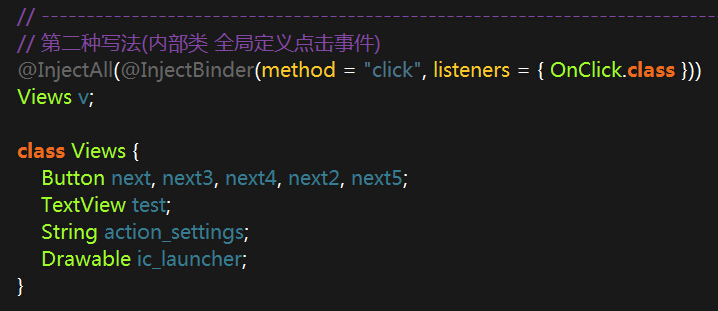 // -----------------------------------------------------------------------
// 第二种写法(内部类 全局定义点击事件)
@InjectAll(@InjectBinder(method = "click", listeners = { OnClick.class }))
Views v;
class Views {
Button next, next3, next4, next2, next5;
TextView test;
String action_settings;
Drawable ic_launcher;
}